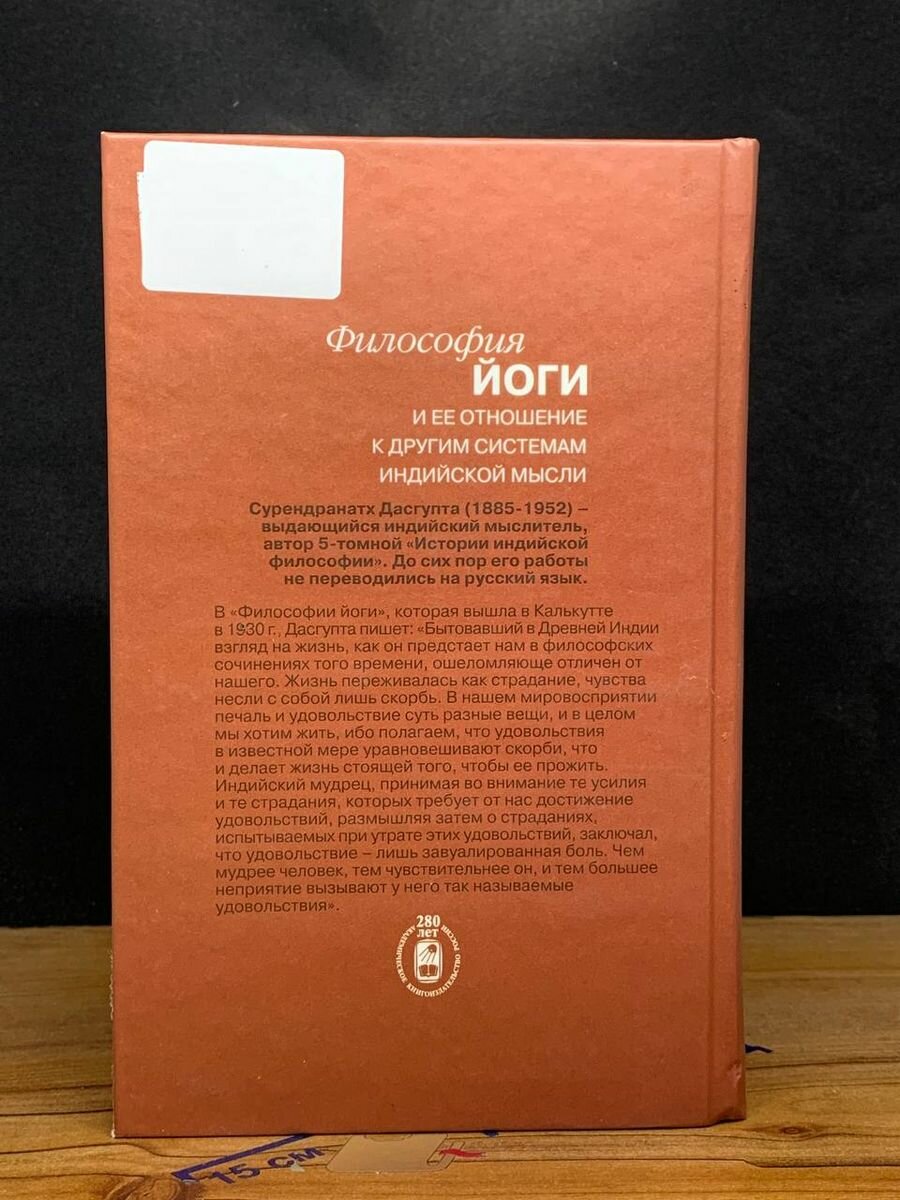 Философия
ЙОГИ
И ЕЕ ОТНОШЕНИЕ
К ДРУГИМ СИСТЕМАМ
ИНДИЙСКОЙ МЫСЛИ
Сурендранатх Дасгупта (1885-1952) –
выдающийся индийский мыслитель,
автор 5-томной «Истории индийской
философии». До сих пор его работы
не переводились на русский язык.
В «Философии йоги», которая вышла в Калькутте
в 1930 г., Дасгупта пишет: «Бытовавший в Древней Индии
взгляд на жизнь, как он предстает нам в философских
сочинениях того времени, ошеломляюще отличен от
нашего. Жизнь переживалась как страдание, чувства
несли с собой лишь скорбь. В нашем мировосприятии
печаль и удовольствие суть разные вещи, и в целом
мы хотим жить, ибо полагаем, что удовольствия
в известной мере уравновешивают скорби, что
и делает жизнь стоящей того, чтобы ее прожить.
Индийский мудрец, принимая во внимание те усилия
и те страдания, которых требует от нас достижение
удовольствий, размышляя затем о страданиях,
испытываемых при утрате этих удовольствий, заключал,
что удовольствие – лишь завуалированная боль. Чем
мудрее человек, тем чувствительнее он, и тем большее
неприятие вызывают у него так называемые
удовольствия».
280
лет
АКАДЕМИЧЕСКОЕ КНИГОИЗДАТЕЛЬСТВО РОССИИ
15 см